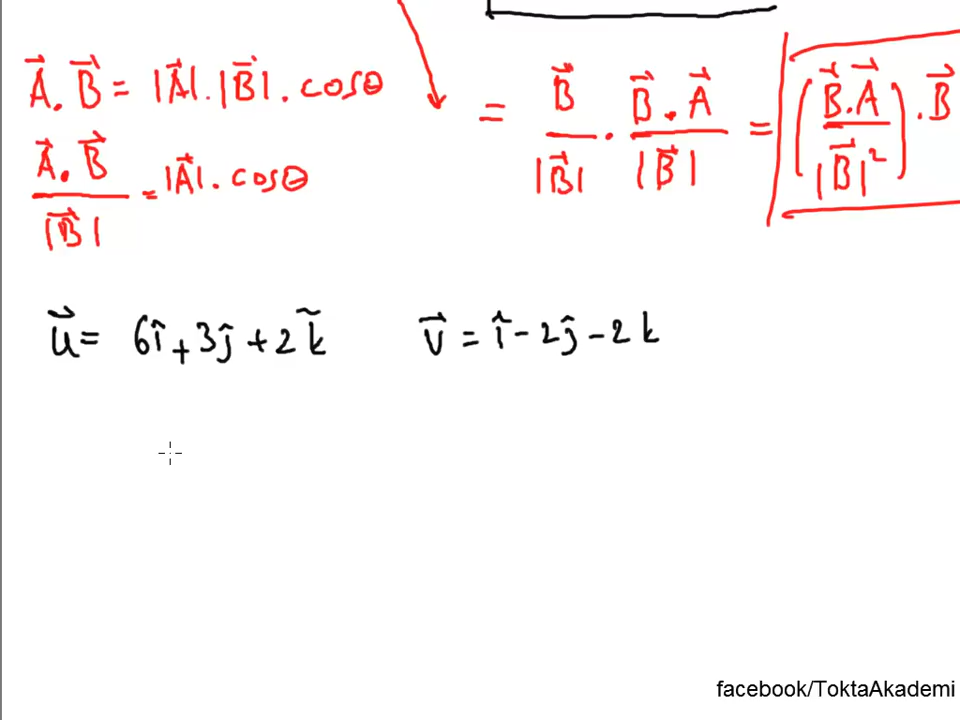 A⃗ . B⃗ = |A⃗| . |B⃗| . cosθ
A⃗ . B⃗ / |B⃗| = |A⃗| . cosθ
= B⃗ / |B⃗| . B⃗ . A⃗ / |B⃗| = ( B⃗ . A⃗ / |B⃗|² ) . B⃗
u⃗ = 6î + 3ĵ + 2k̃
v⃗ = î - 2ĵ - 2k
facebook/ToktaAkademi